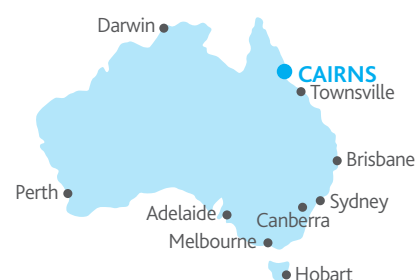 Darwin
CAIRNS
Townsville
Brisbane
Perth
Sydney
Adelaide
Canberra
Melbourne
Hobart